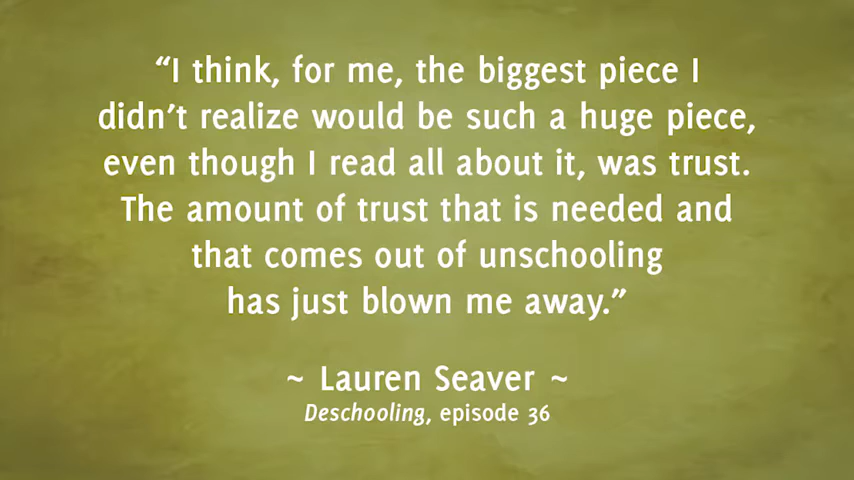 “I think, for me, the biggest piece I
didn’t realize would be such a huge piece,
even though I read all about it, was trust.
The amount of trust that is needed and
that comes out of unschooling
has just blown me away.”
~ Lauren Seaver ~
Deschooling, episode 36